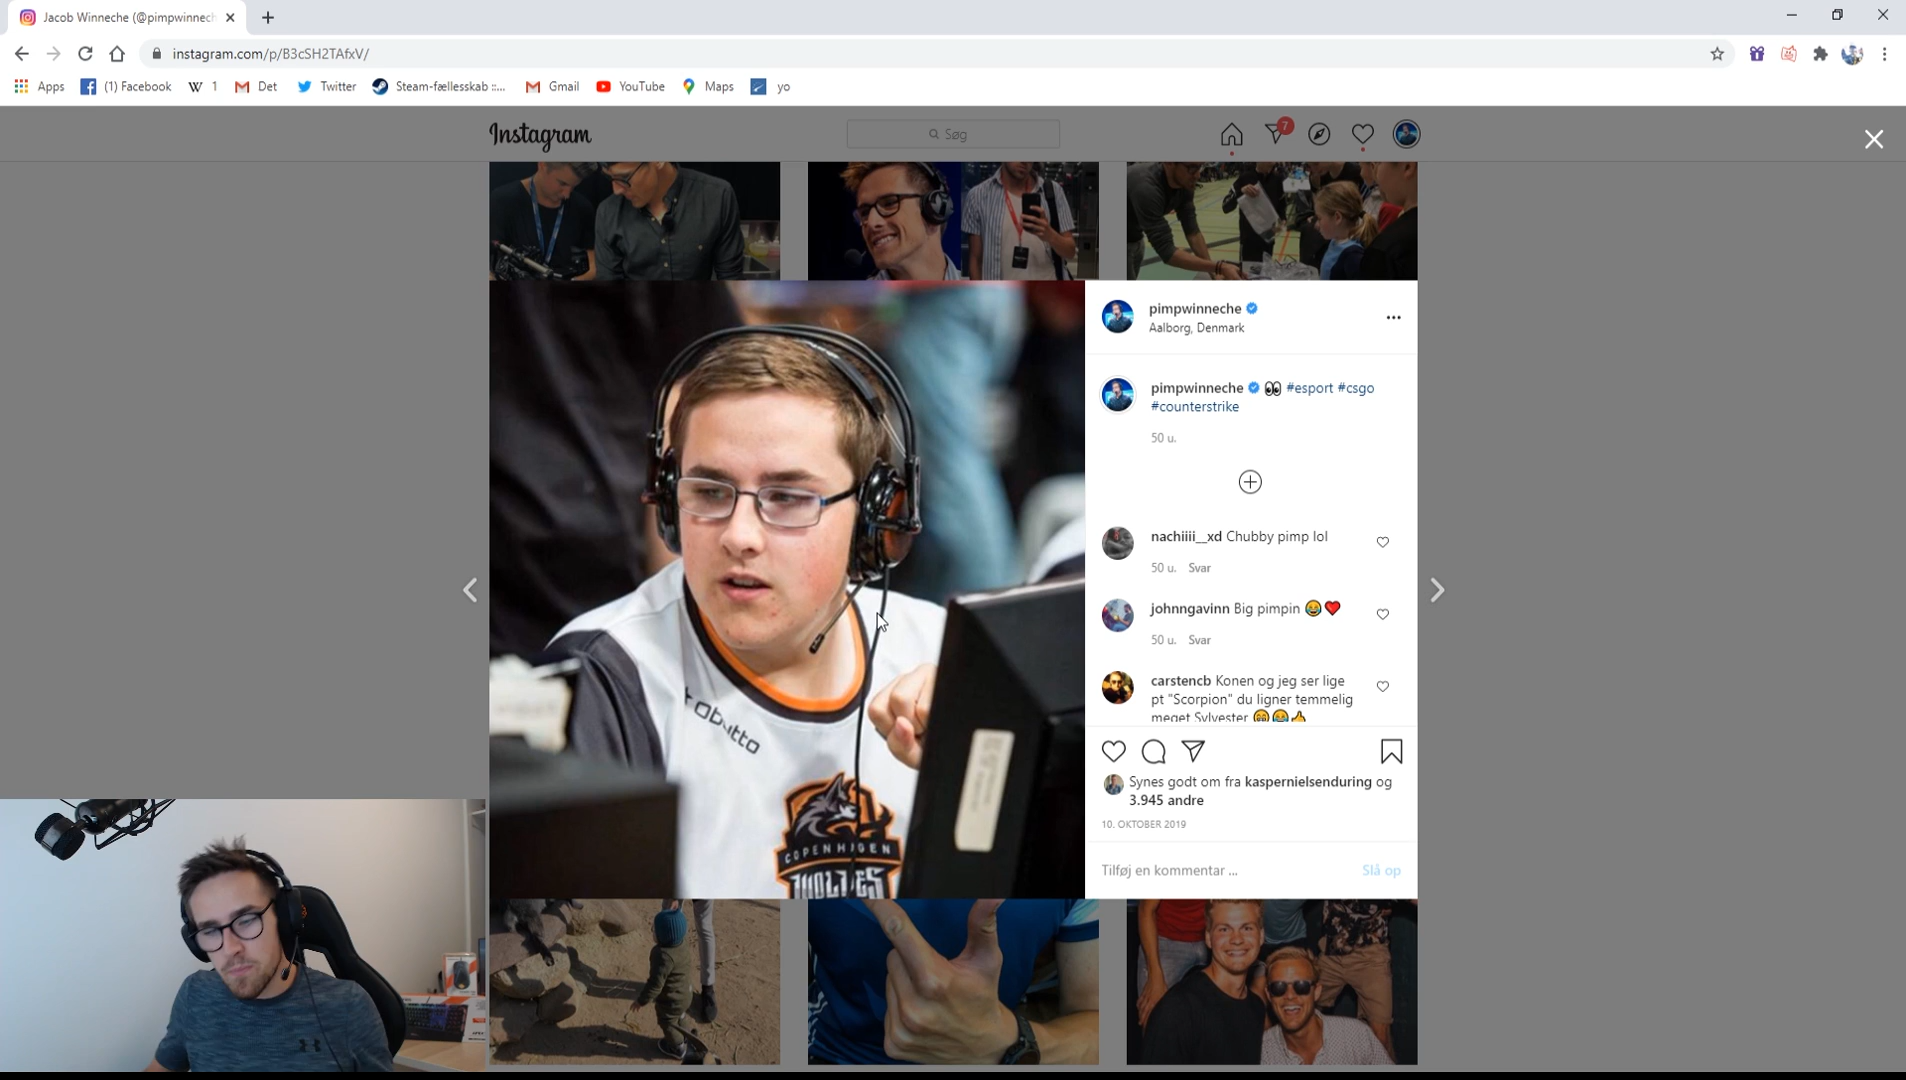 Jacob Winneche (@pimpwinnech
instagram.com/p/B3cSH2TAfxV/
Apps
(1) Facebook
W 1
Det
Twitter
Steam-fællesskab ::...
Gmail
YouTube
Maps
yo
Instagram
Søg
7
pimpwinneche
Aalborg, Denmark
pimpwinneche 👀 #esport #csgo
#counterstrike
50 u.
nachiiii__xd Chubby pimp lol
50 u. Svar
johnngavinn Big pimpin 😂❤️
50 u. Svar
carstencb Konen og jeg ser lige
pt "Scorpion" du ligner temmelig
meget Sylvester 😁😂👍
Synes godt om fra kaspernielsenduring og
3.945 andre
10. OKTOBER 2019
Tilføj en kommentar ...
Slå op
tobutto
COPENHAGEN
WOLVES